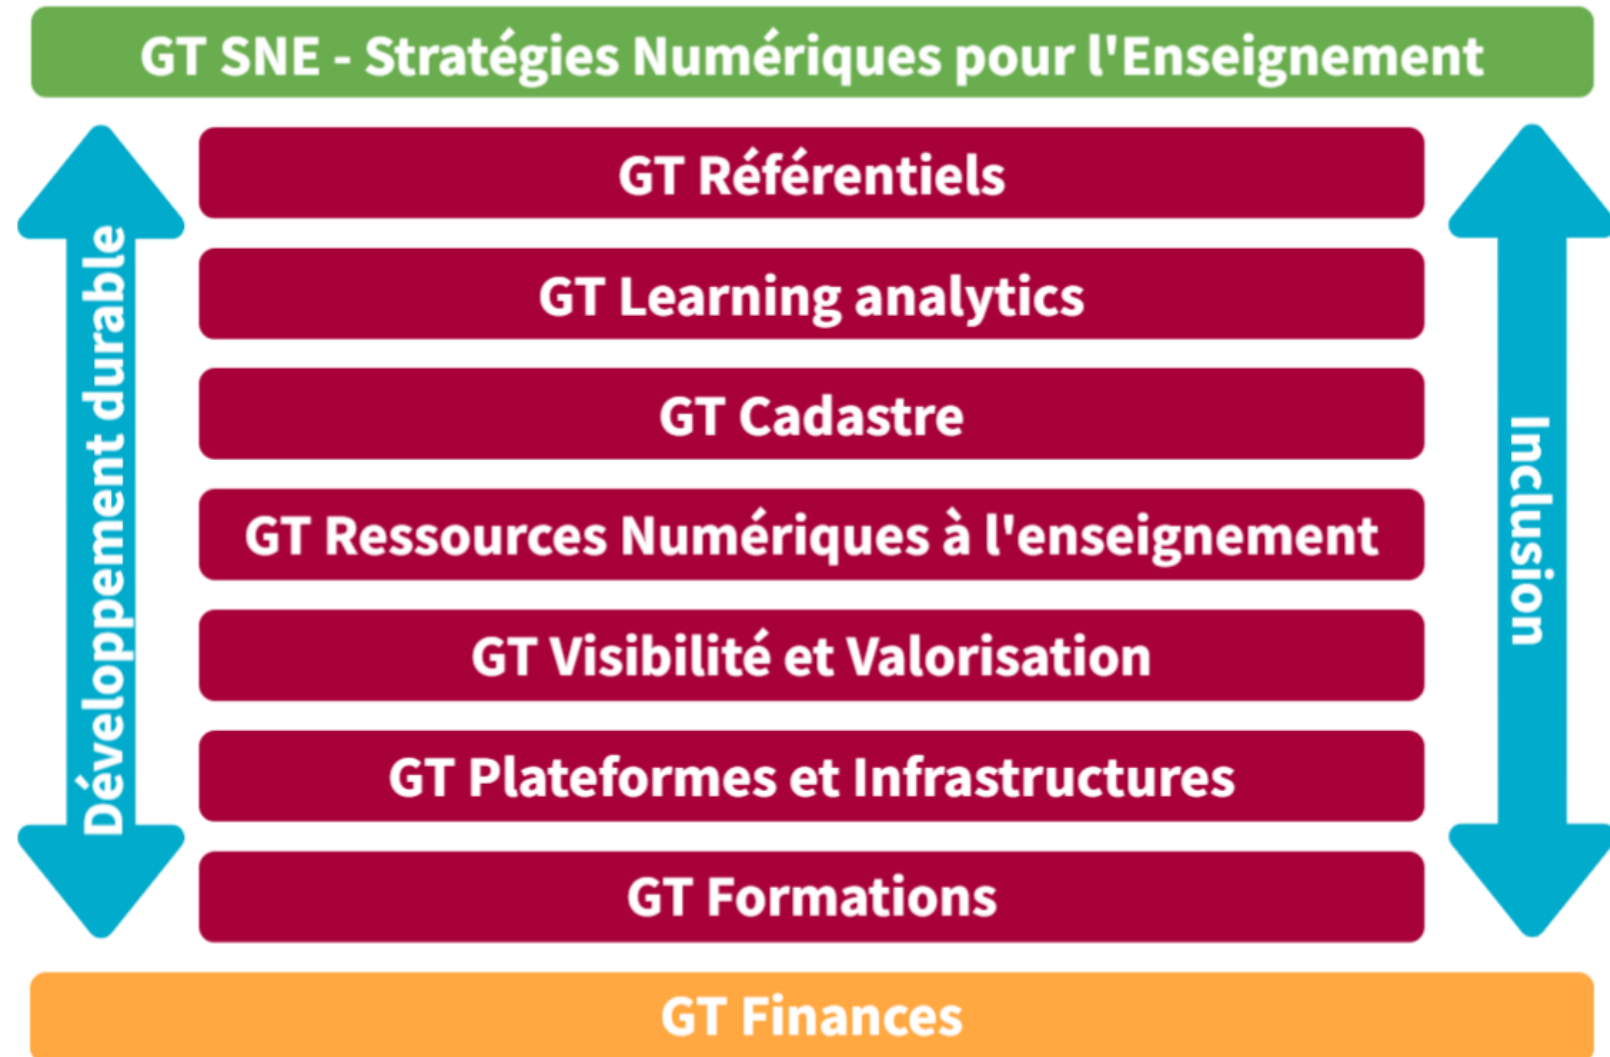 GT SNE - Stratégies Numériques pour l'Enseignement
Développement durable
GT Référentiels
GT Learning analytics
GT Cadastre
GT Ressources Numériques à l'enseignement
GT Visibilité et Valorisation
GT Plateformes et Infrastructures
GT Formations
Inclusion
GT Finances